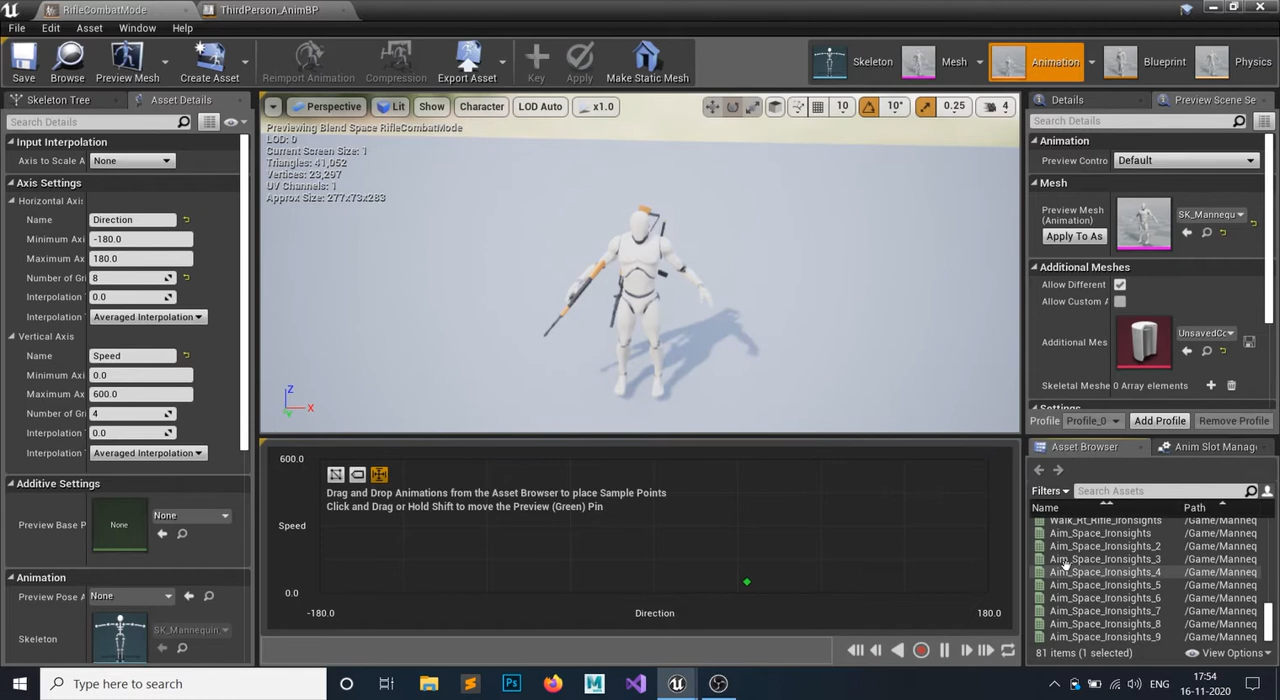 RifleCombatMode
ThirdPerson_AnimBP
File Edit Asset Window Help
Save Browse Preview Mesh Create Asset Reimport Animation Compression Export Asset Key Apply Make Static Mesh
Skeleton Mesh Animation Blueprint Physics
Skeleton Tree Asset Details
Search Details
Input Interpolation
Axis to Scale A None
Axis Settings
Horizontal Axis
Name Direction
Minimum Axi -180.0
Maximum Axi 180.0
Number of Gr 8
Interpolation 0.0
Interpolation Averaged Interpolation
Vertical Axis
Name Speed
Minimum Axi 0.0
Maximum Axi 600.0
Number of Gr 4
Interpolation 0.0
Interpolation Averaged Interpolation
Additive Settings
Preview Base P None None
Animation
Preview Pose A None
Skeleton SK_Mannequin_
Perspective Lit Show Character LOD Auto x1.0 10 10° 0.25 4
Previewing Blend Space RifleCombatMode
LOD: 0
Current Screen Size: 1
Triangles: 41,052
Vertices: 23,297
UV Channels: 1
Approx Size: 277x73x283
Z
X
Y
600.0
Drag and Drop Animations from the Asset Browser to place Sample Points
Click and Drag or Hold Shift to move the Preview (Green) Pin
Speed
0.0
-180.0 Direction 180.0
Details Preview Scene Se
Search Details
Animation
Preview Contro Default
Mesh
Preview Mesh
(Animation)
SK_Mannequ
Apply To As
Additional Meshes
Allow Different
Allow Custom A
Additional Mes UnsavedCo
Skeletal Meshe 0 Array elements
Settings
Profile Profile_0 Add Profile Remove Profile
Asset Browser Anim Slot Manag
Filters Search Assets
Name Path
Walk_Rt_Rifle_Ironsights /Game/Manneq
Aim_Space_Ironsights /Game/Manneq
Aim_Space_Ironsights_2 /Game/Manneq
Aim_Space_Ironsights_3 /Game/Manneq
Aim_Space_Ironsights_4 /Game/Manneq
Aim_Space_Ironsights_5 /Game/Manneq
Aim_Space_Ironsights_6 /Game/Manneq
Aim_Space_Ironsights_7 /Game/Manneq
Aim_Space_Ironsights_8 /Game/Manneq
Aim_Space_Ironsights_9 /Game/Manneq
81 items (1 selected) View Options
Type here to search
Ps
M
ENG
17:54
16-11-2020